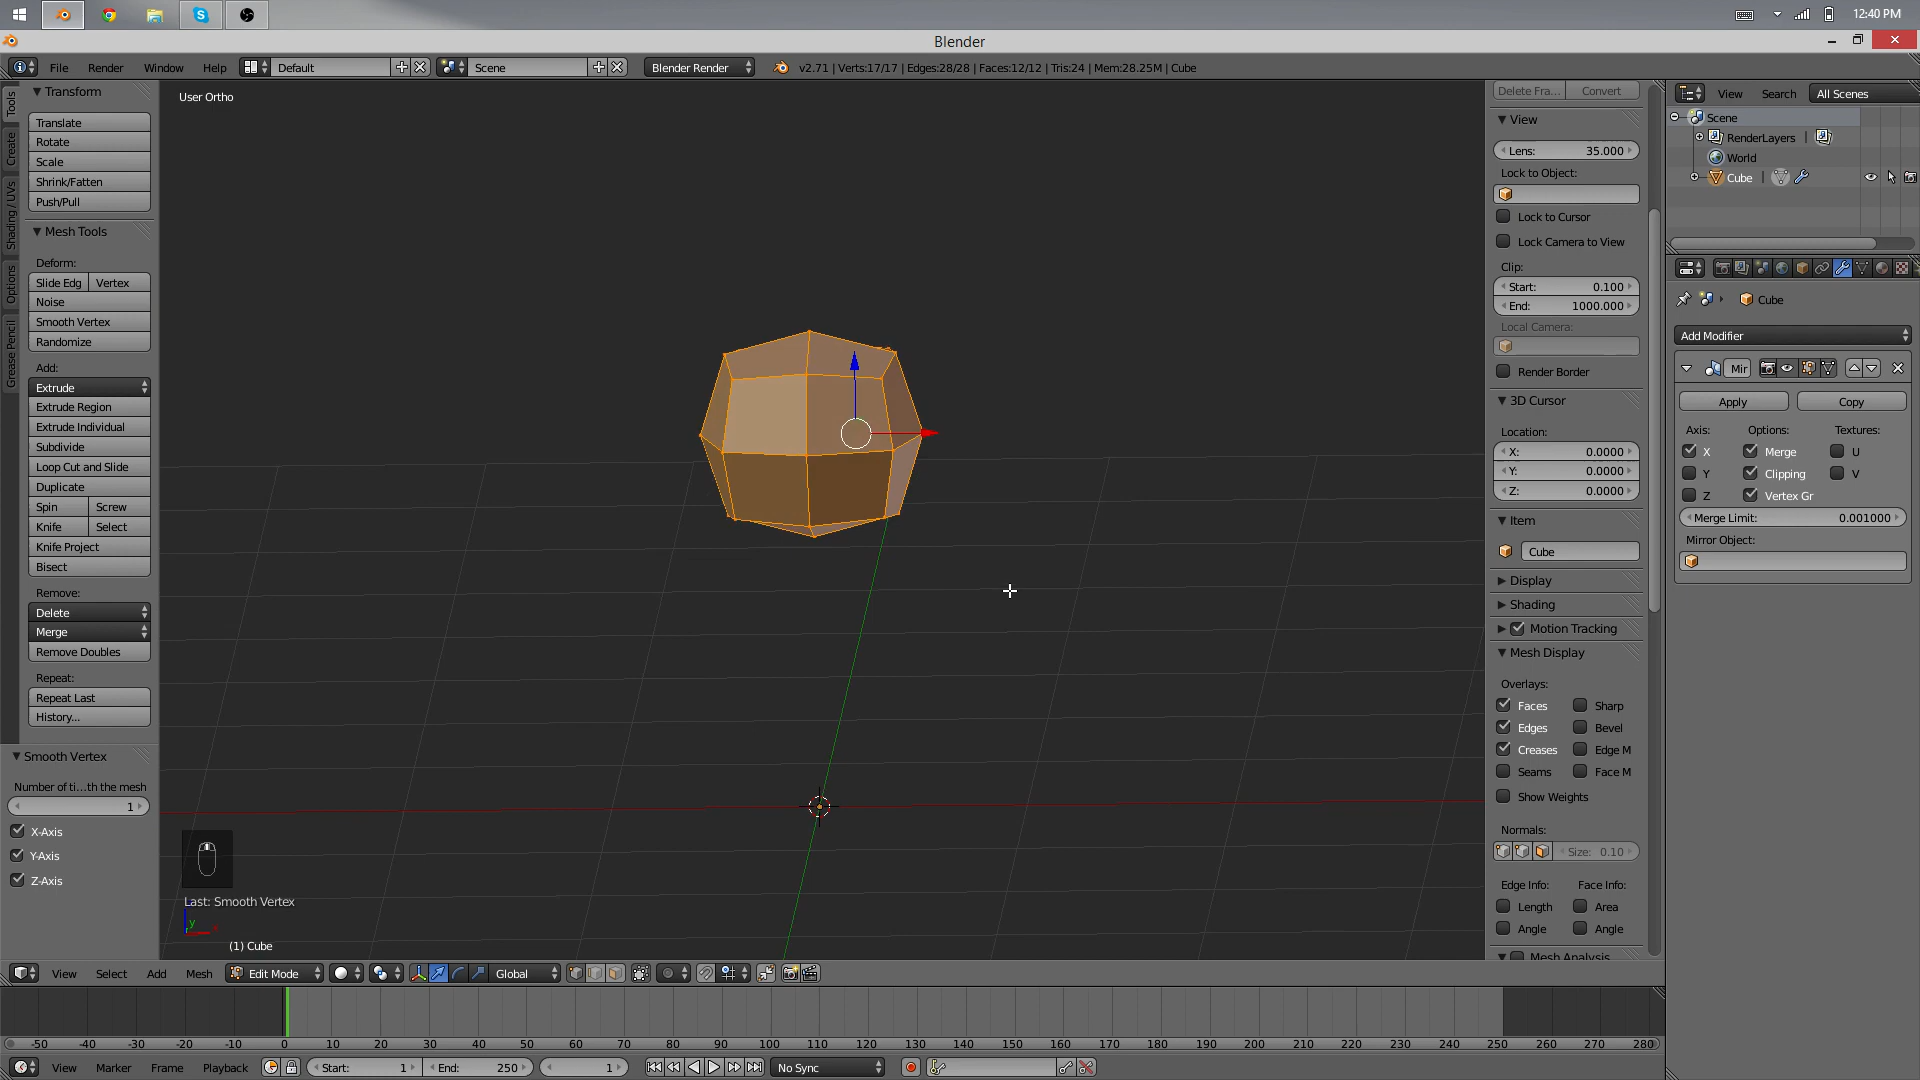 12:40 PM
Blender
File Render Window Help Default Scene Blender Render v2.71 | Verts:17/17 | Edges:28/28 | Faces:12/12 | Tris:24 | Mem:28.25M | Cube
Tools
Create
Shading / UVs
Options
Grease Pencil
Transform
Translate
Rotate
Scale
Shrink/Fatten
Push/Pull
Mesh Tools
Deform:
Slide Edg Vertex
Noise
Smooth Vertex
Randomize
Add:
Extrude
Extrude Region
Extrude Individual
Subdivide
Loop Cut and Slide
Duplicate
Spin Screw
Knife Select
Knife Project
Bisect
Remove:
Delete
Merge
Remove Doubles
Repeat:
Repeat Last
History...
Smooth Vertex
Number of ti...th the mesh
1
X-Axis
Y-Axis
Z-Axis
User Ortho
Last: Smooth Vertex
y
x
(1) Cube
Delete Fra... Convert
View
Lens: 35.000
Lock to Object:
Lock to Cursor
Lock Camera to View
Clip:
Start: 0.100
End: 1000.000
Local Camera:
Render Border
3D Cursor
Location:
X: 0.0000
Y: 0.0000
Z: 0.0000
Item
Cube
Display
Shading
Motion Tracking
Mesh Display
Overlays:
Faces Sharp
Edges Bevel
Creases Edge M
Seams Face M
Show Weights
Normals:
Size: 0.10
Edge Info: Face Info:
Length Area
Angle Angle
Mesh Analysis
View Search All Scenes
Scene
RenderLayers |
World
Cube |
Cube
Add Modifier
Mir
Apply Copy
Axis: Options: Textures:
X Merge U
Y Clipping V
Z Vertex Gr
Merge Limit: 0.001000
Mirror Object:
View Select Add Mesh Edit Mode Global
-50 -40 -30 -20 -10 0 10 20 30 40 50 60 70 80 90 100 110 120 130 140 150 160 170 180 190 200 210 220 230 240 250 260 270 280
View Marker Frame Playback Start: 1 End: 250 1 No Sync